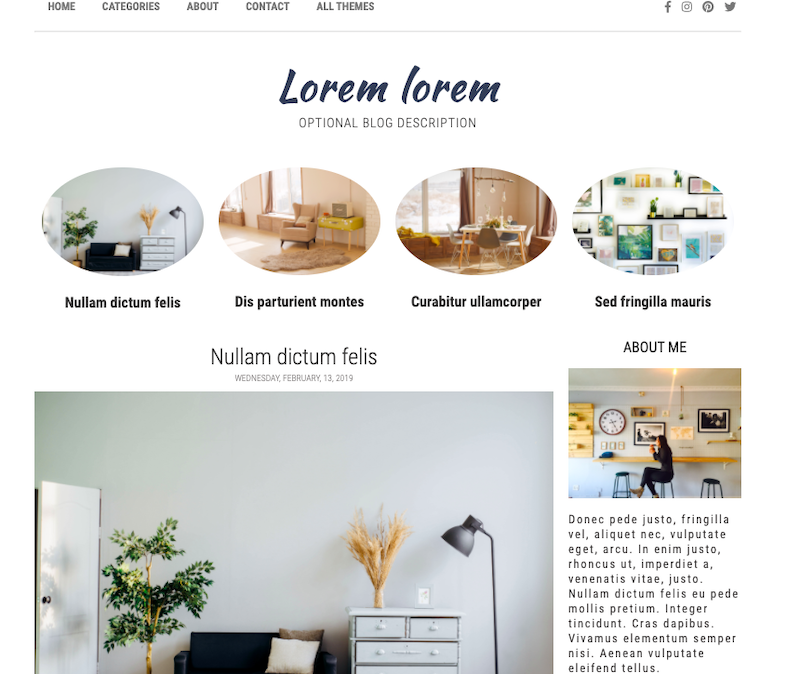 HOME CATEGORIES ABOUT CONTACT ALL THEMES
Lorem lorem
OPTIONAL BLOG DESCRIPTION
Nullam dictum felis
Dis parturient montes
Curabitur ullamcorper
Sed fringilla mauris
Nullam dictum felis
WEDNESDAY, FEBRUARY, 13, 2019
ABOUT ME
Donec pede justo, fringilla
vel, aliquet nec, vulputate
eget, arcu. In enim justo,
rhoncus ut, imperdiet a,
venenatis vitae, justo.
Nullam dictum felis eu pede
mollis pretium. Integer
tincidunt. Cras dapibus.
Vivamus elementum semper
nisi. Aenean vulputate
eleifend tellus.